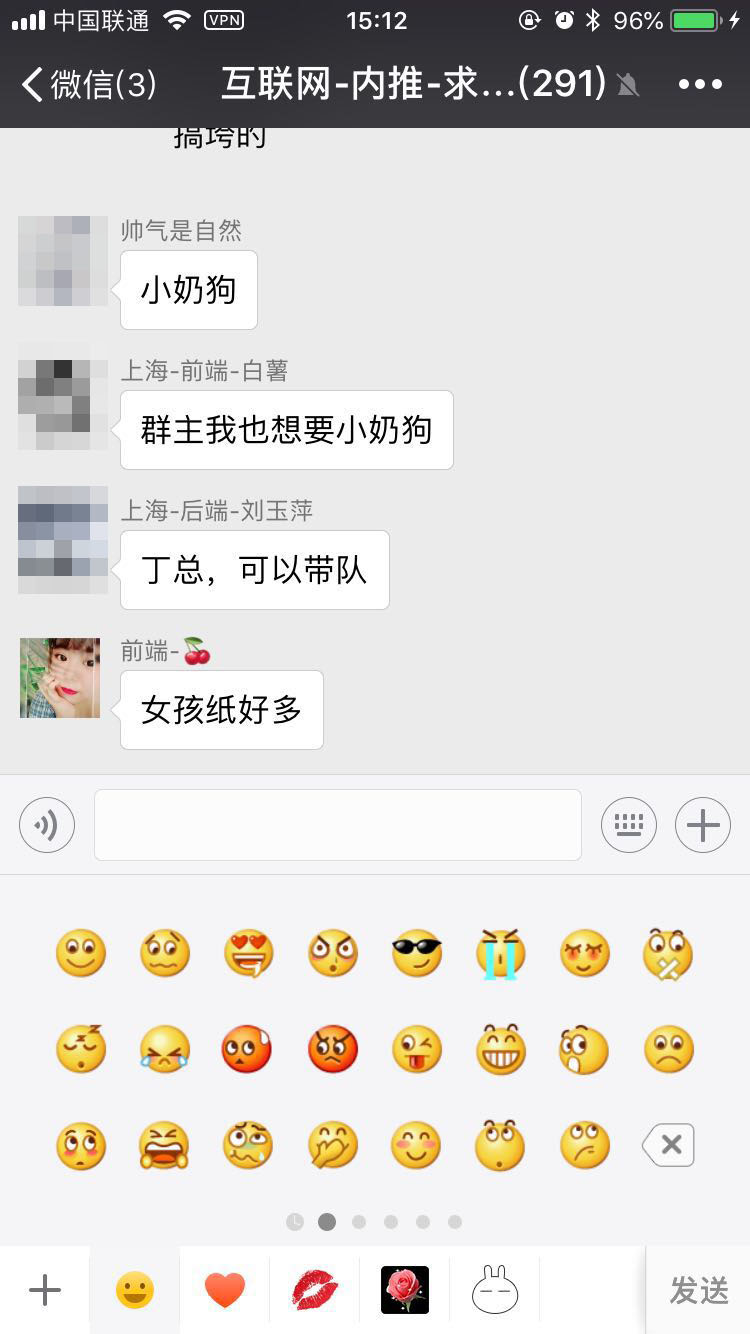 中国联通 VPN 15:12 96%
微信(3) 互联网-内推-求...(291)
搞垮的
帅气是自然
小奶狗
上海-前端-白薯
群主我也想要小奶狗
上海-后端-刘玉萍
丁总，可以带队
前端-🍒
女孩纸好多
发送